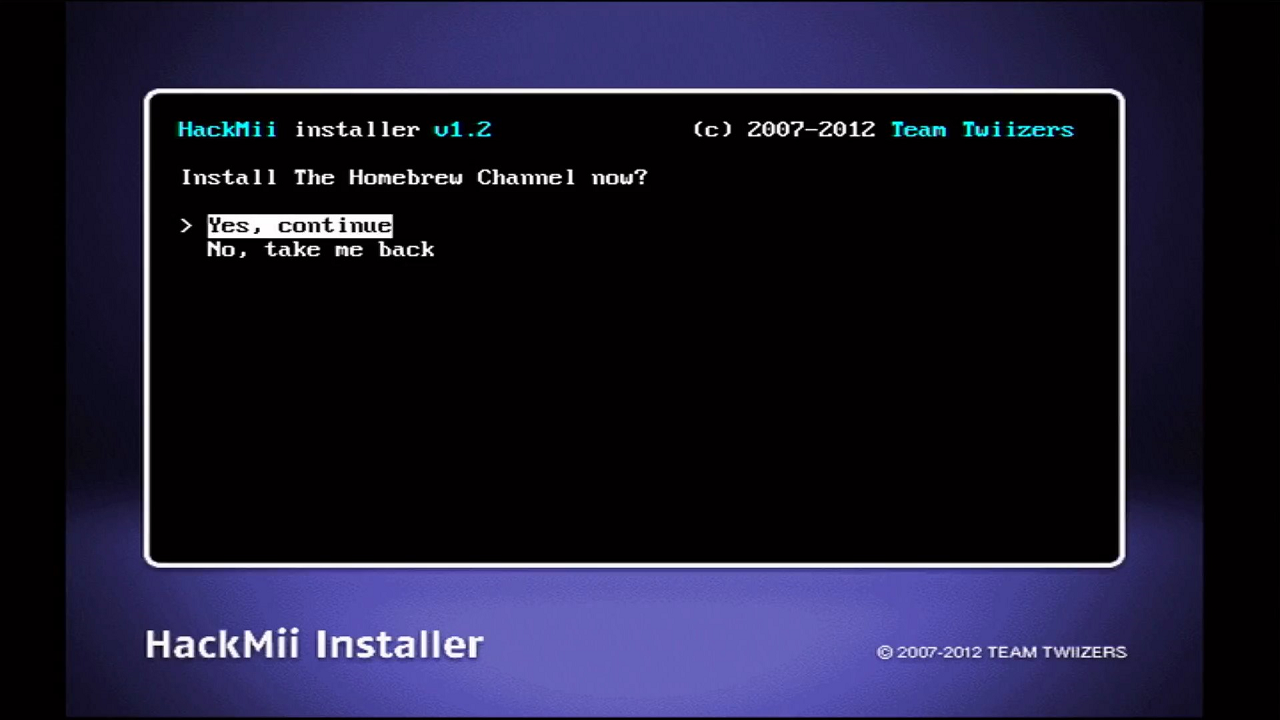 HackMii installer v1.2 (c) 2007-2012 Team Twiizers
Install The Homebrew Channel now?
> Yes, continue
No, take me back
HackMii Installer
© 2007-2012 TEAM TWIIZERS